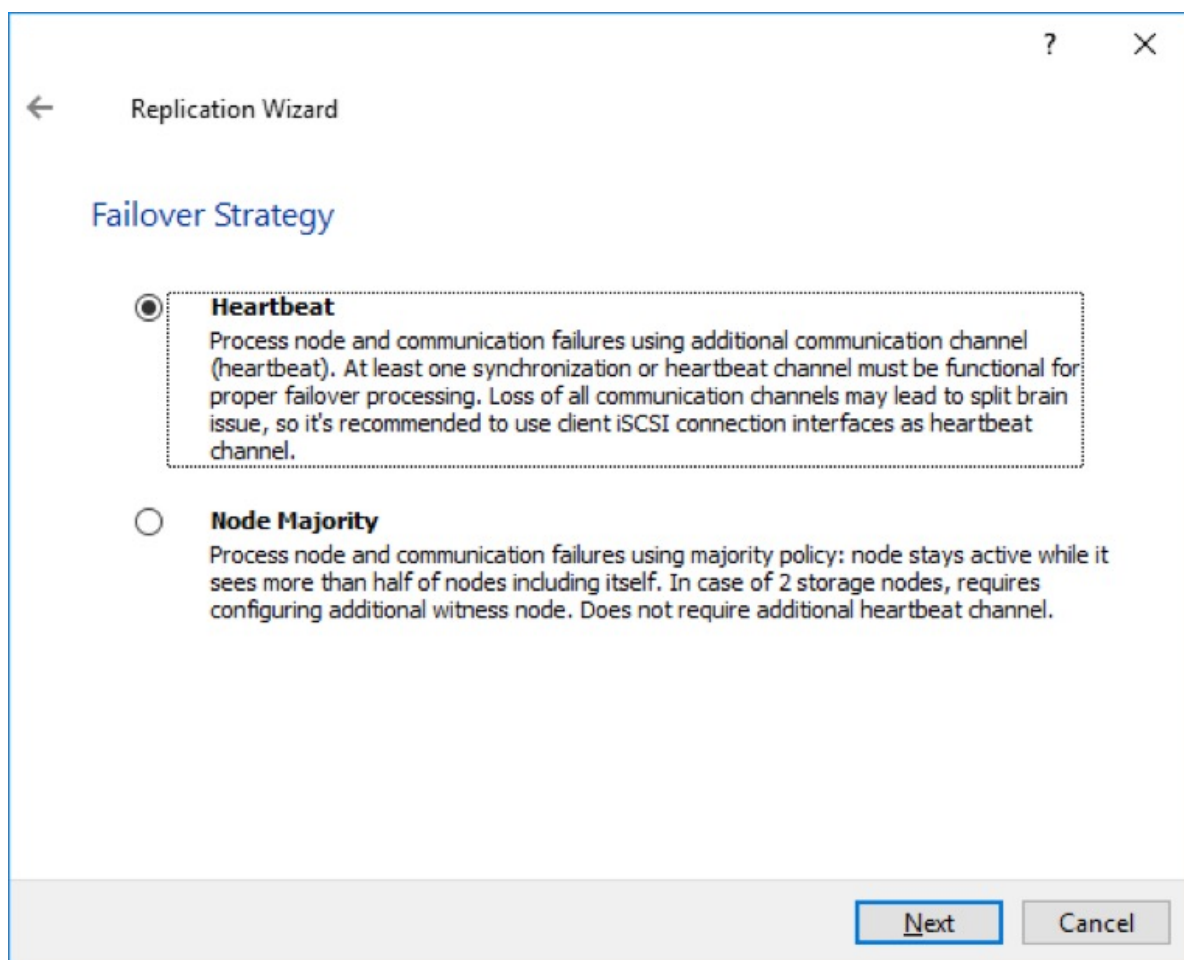 ?
Replication Wizard
Failover Strategy
Heartbeat
Process node and communication failures using additional communication channel
(heartbeat). At least one synchronization or heartbeat channel must be functional for
proper failover processing. Loss of all communication channels may lead to split brain
issue, so it's recommended to use client iSCSI connection interfaces as heartbeat
channel.
Node Majority
Process node and communication failures using majority policy: node stays active while it
sees more than half of nodes including itself. In case of 2 storage nodes, requires
configuring additional witness node. Does not require additional heartbeat channel.
Next Cancel